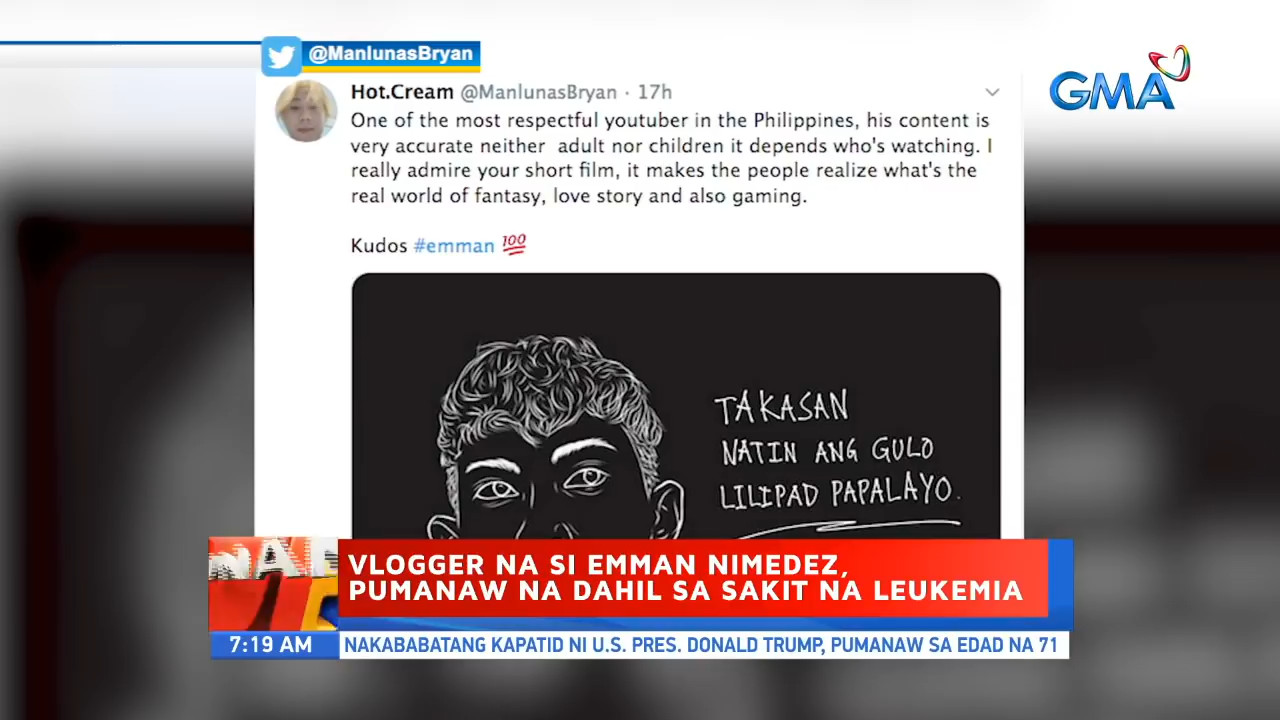 @ManlunasBryan
GMA
Hot.Cream @ManlunasBryan · 17h
One of the most respectful youtuber in the Philippines, his content is
very accurate neither adult nor children it depends who's watching. I
really admire your short film, it makes the people realize what's the
real world of fantasy, love story and also gaming.
Kudos #emman 💯
TAKASAN
NATIN ANG GULO
LILIPAD PAPALAYO.
VLOGGER NA SI EMMAN NIMEDEZ,
PUMANAW NA DAHIL SA SAKIT NA LEUKEMIA
7:19 AM
NAKABABATANG KAPATID NI U.S. PRES. DONALD TRUMP, PUMANAW SA EDAD NA 71